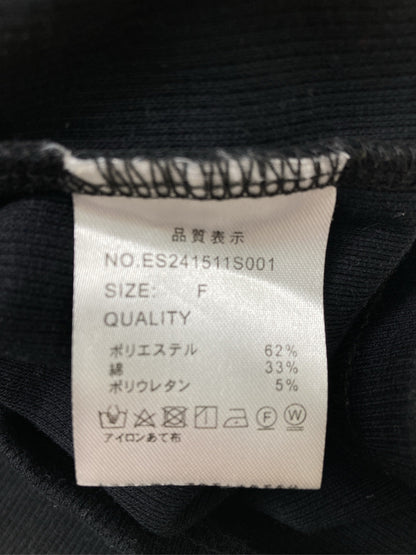 品質表示
NO.ES241511S001
SIZE: F
QUALITY
ポリエステル 62%
綿 33%
ポリウレタン 5%
F W
アイロンあて布